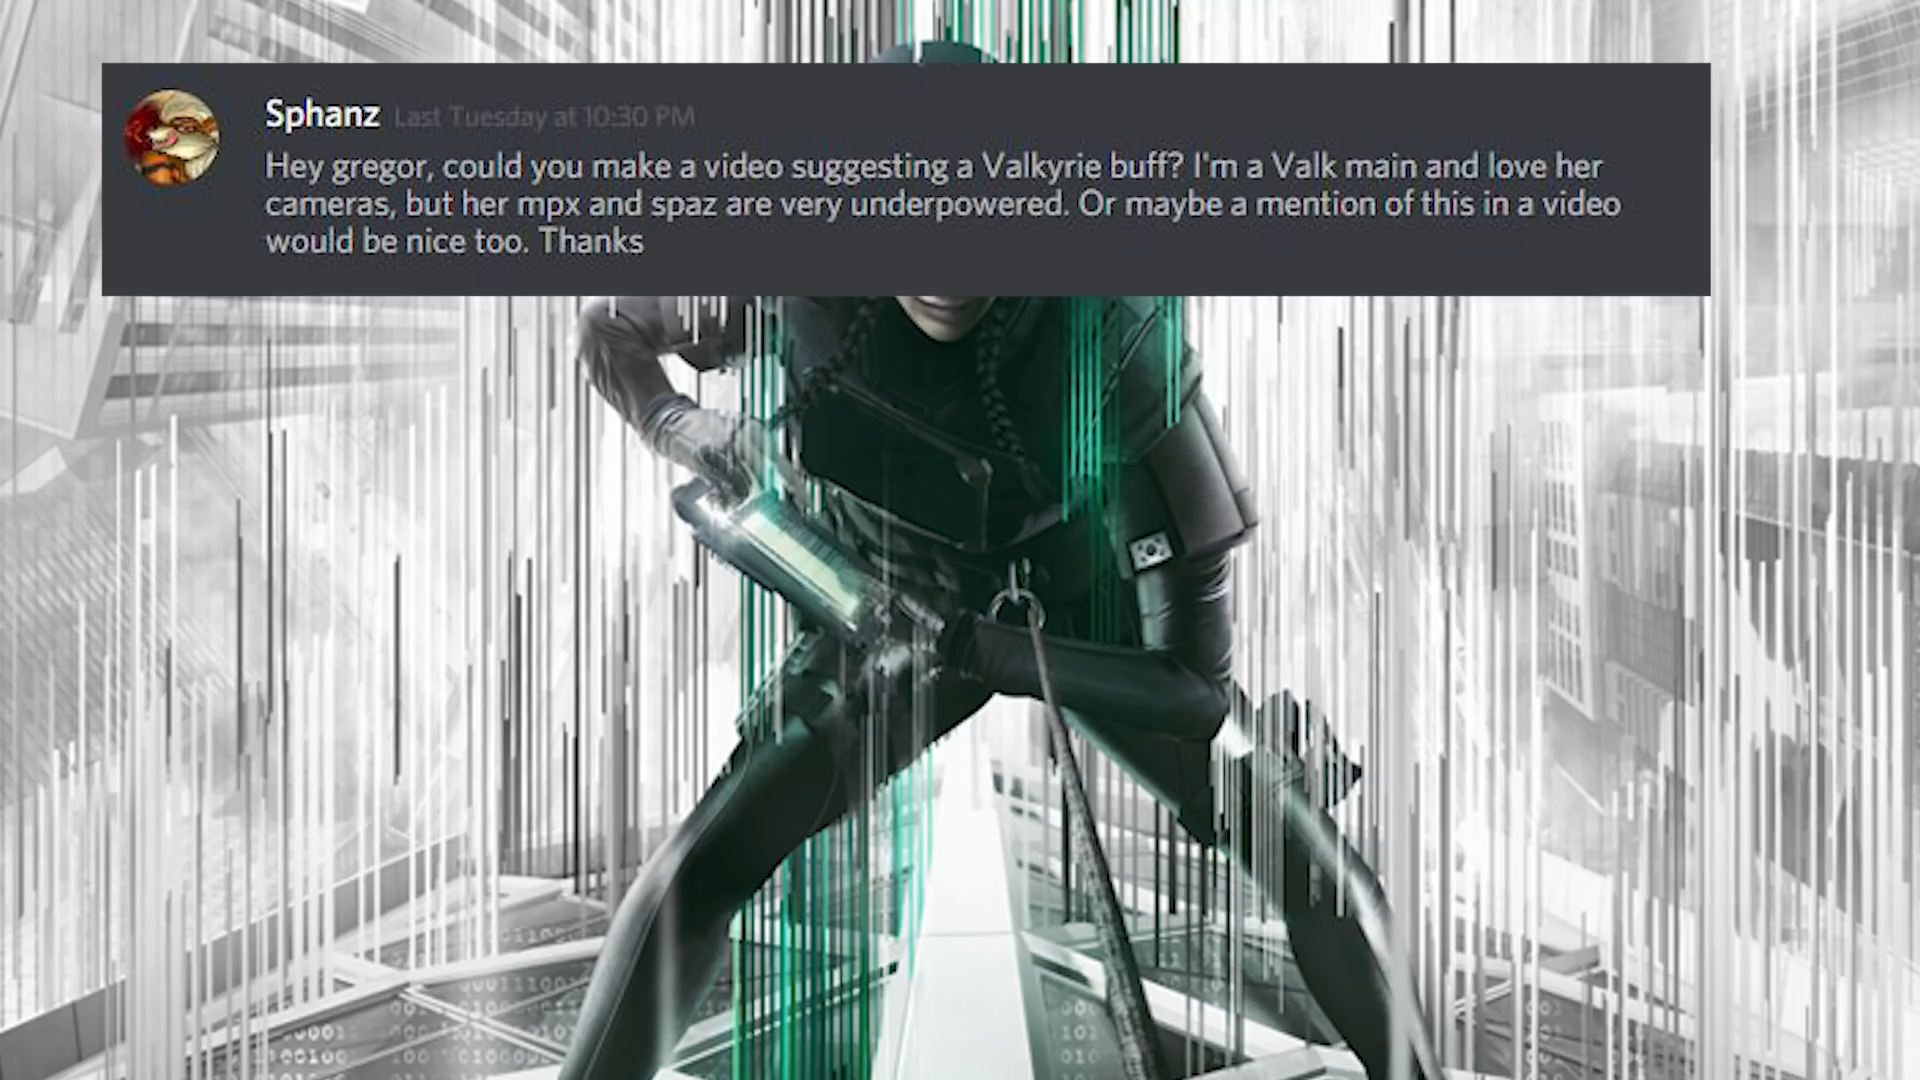 Sphanz Last Tuesday at 10:30 PM
Hey gregor, could you make a video suggesting a Valkyrie buff? I'm a Valk main and love her
cameras, but her mpx and spaz are very underpowered. Or maybe a mention of this in a video
would be nice too. Thanks